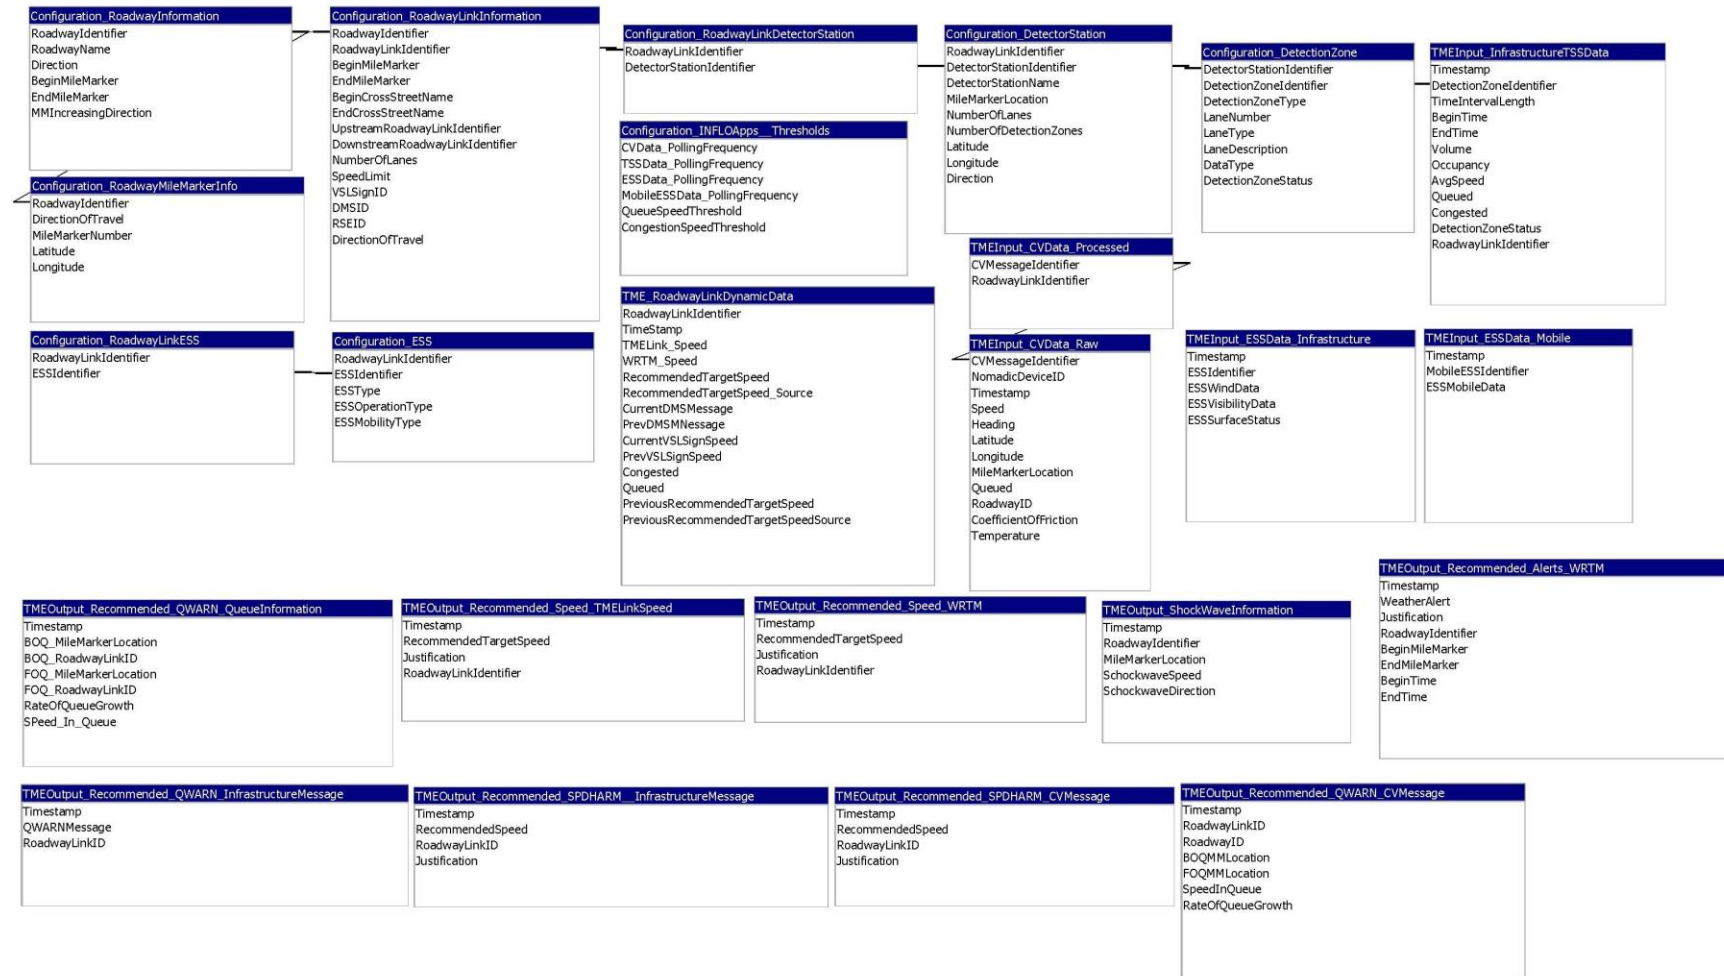 Configuration_RoadwayInformation
RoadwayIdentifier
RoadwayName
Direction
BeginMileMarker
EndMileMarker
MMIncreasingDirection
Configuration_RoadwayLinkInformation
RoadwayIdentifier
RoadwayLinkIdentifier
BeginMileMarker
EndMileMarker
BeginCrossStreetName
EndCrossStreetName
UpstreamRoadwayLinkIdentifier
DownstreamRoadwayLinkIdentifier
NumberOfLanes
SpeedLimit
VSLSignID
DMSID
RSEID
DirectionOfTravel
Configuration_RoadwayLinkDetectorStation
RoadwayLinkIdentifier
DetectorStationIdentifier
Configuration_DetectorStation
RoadwayLinkIdentifier
DetectorStationIdentifier
DetectorStationName
MileMarkerLocation
NumberOfLanes
NumberOfDetectionZones
Latitude
Longitude
Direction
Configuration_DetectionZone
DetectorStationIdentifier
DetectionZoneIdentifier
DetectionZoneType
LaneNumber
LaneType
LaneDescription
DataType
DetectionZoneStatus
TMEInput_InfrastructureTSSData
Timestamp
DetectionZoneIdentifier
TimeIntervalLength
BeginTime
EndTime
Volume
Occupancy
AvgSpeed
Queued
Congested
DetectionZoneStatus
RoadwayLinkIdentifier
Configuration_INFLOApps__Thresholds
CVData_PollingFrequency
TSSData_PollingFrequency
ESSData_PollingFrequency
MobileESSData_PollingFrequency
QueueSpeedThreshold
CongestionSpeedThreshold
Configuration_RoadwayMileMarkerInfo
RoadwayIdentifier
DirectionOfTravel
MileMarkerNumber
Latitude
Longitude
TMEInput_CVData_Processed
CVMessageIdentifier
RoadwayLinkIdentifier
TME_RoadwayLinkDynamicData
RoadwayLinkIdentifier
TimeStamp
TMELink_Speed
WRTM_Speed
RecommendedTargetSpeed
RecommendedTargetSpeed_Source
CurrentDMSMessage
PrevDMSMNessage
CurrentVSLSignSpeed
PrevVSLSignSpeed
Congested
Queued
PreviousRecommendedTargetSpeed
PreviousRecommendedTargetSpeedSource
Configuration_RoadwayLinkESS
RoadwayLinkIdentifier
ESSIdentifier
Configuration_ESS
RoadwayLinkIdentifier
ESSIdentifier
ESSType
ESSOperationType
ESSMobilityType
TMEInput_CVData_Raw
CVMessageIdentifier
NomadicDeviceID
Timestamp
Speed
Heading
Latitude
Longitude
MileMarkerLocation
Queued
RoadwayID
CoefficientOfFriction
Temperature
TMEInput_ESSData_Infrastructure
Timestamp
ESSIdentifier
ESSWindData
ESSVisibilityData
ESSSurfaceStatus
TMEInput_ESSData_Mobile
Timestamp
MobileESSIdentifier
ESSMobileData
TMEOutput_Recommended_QWARN_QueueInformation
Timestamp
BOQ_MileMarkerLocation
BOQ_RoadwayLinkID
FOQ_MileMarkerLocation
FOQ_RoadwayLinkID
RateOfQueueGrowth
SPeed_In_Queue
TMEOutput_Recommended_Speed_TMELinkSpeed
Timestamp
RecommendedTargetSpeed
Justification
RoadwayLinkIdentifier
TMEOutput_Recommended_Speed_WRTM
Timestamp
RecommendedTargetSpeed
Justification
RoadwayLinkIdentifier
TMEOutput_ShockWaveInformation
Timestamp
RoadwayIdentifier
MileMarkerLocation
SchockwaveSpeed
SchockwaveDirection
TMEOutput_Recommended_Alerts_WRTM
Timestamp
WeatherAlert
Justification
RoadwayIdentifier
BeginMileMarker
EndMileMarker
BeginTime
EndTime
TMEOutput_Recommended_QWARN_InfrastructureMessage
Timestamp
QWARNMessage
RoadwayLinkID
TMEOutput_Recommended_SPDHARM__InfrastructureMessage
Timestamp
RecommendedSpeed
RoadwayLinkID
Justification
TMEOutput_Recommended_SPDHARM_CVMessage
Timestamp
RecommendedSpeed
RoadwayLinkID
Justification
TMEOutput_Recommended_QWARN_CVMessage
Timestamp
RoadwayLinkID
RoadwayID
BOQMMLocation
FOQMMLocation
SpeedInQueue
RateOfQueueGrowth